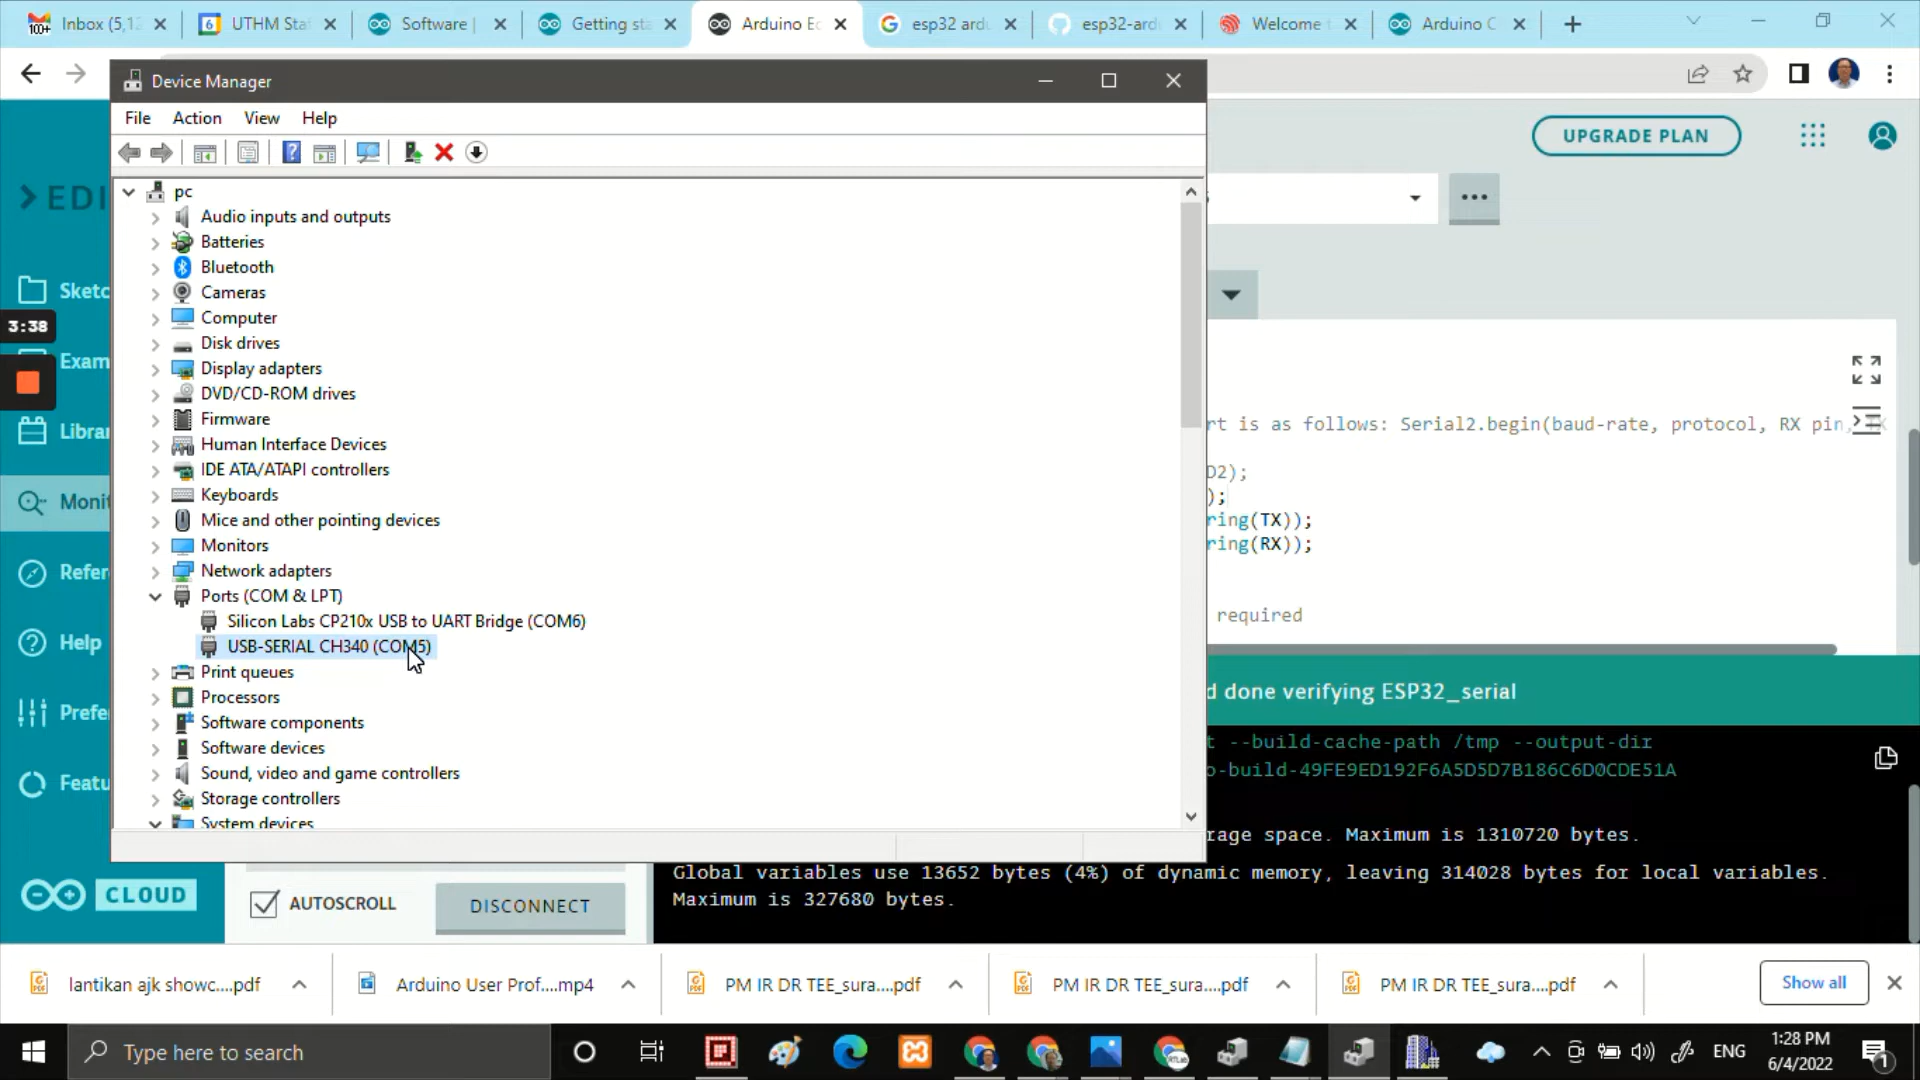 100+
Inbox (5,12
6
UTHM Staf
Software |
Getting sta
Arduino Ec
esp32 ardu
esp32-ardu
Welcome t
Arduino C
Device Manager
File
Action
View
Help
pc
Audio inputs and outputs
Batteries
Bluetooth
Cameras
Computer
Disk drives
Display adapters
DVD/CD-ROM drives
Firmware
Human Interface Devices
IDE ATA/ATAPI controllers
Keyboards
Mice and other pointing devices
Monitors
Network adapters
Ports (COM & LPT)
Silicon Labs CP210x USB to UART Bridge (COM6)
USB-SERIAL CH340 (COM5)
Print queues
Processors
Software components
Software devices
Sound, video and game controllers
Storage controllers
System devices
EDI
Sketc
3:38
Exam
Librar
Monit
Refer
Help
Prefe
Featu
CLOUD
UPGRADE PLAN
rt is as follows: Serial2.begin(baud-rate, protocol, RX pin,
D2);
);
ring(TX));
ring(RX));
required
d done verifying ESP32_serial
t --build-cache-path /tmp --output-dir
o-build-49FE9ED192F6A5D5D7B186C6D0CDE51A
rage space. Maximum is 1310720 bytes.
Global variables use 13652 bytes (4%) of dynamic memory, leaving 314028 bytes for local variables.
Maximum is 327680 bytes.
AUTOSCROLL
DISCONNECT
lantikan ajk showc....pdf
Arduino User Prof....mp4
PM IR DR TEE_sura....pdf
PM IR DR TEE_sura....pdf
PM IR DR TEE_sura....pdf
Show all
Type here to search
ENG
1:28 PM
6/4/2022
1